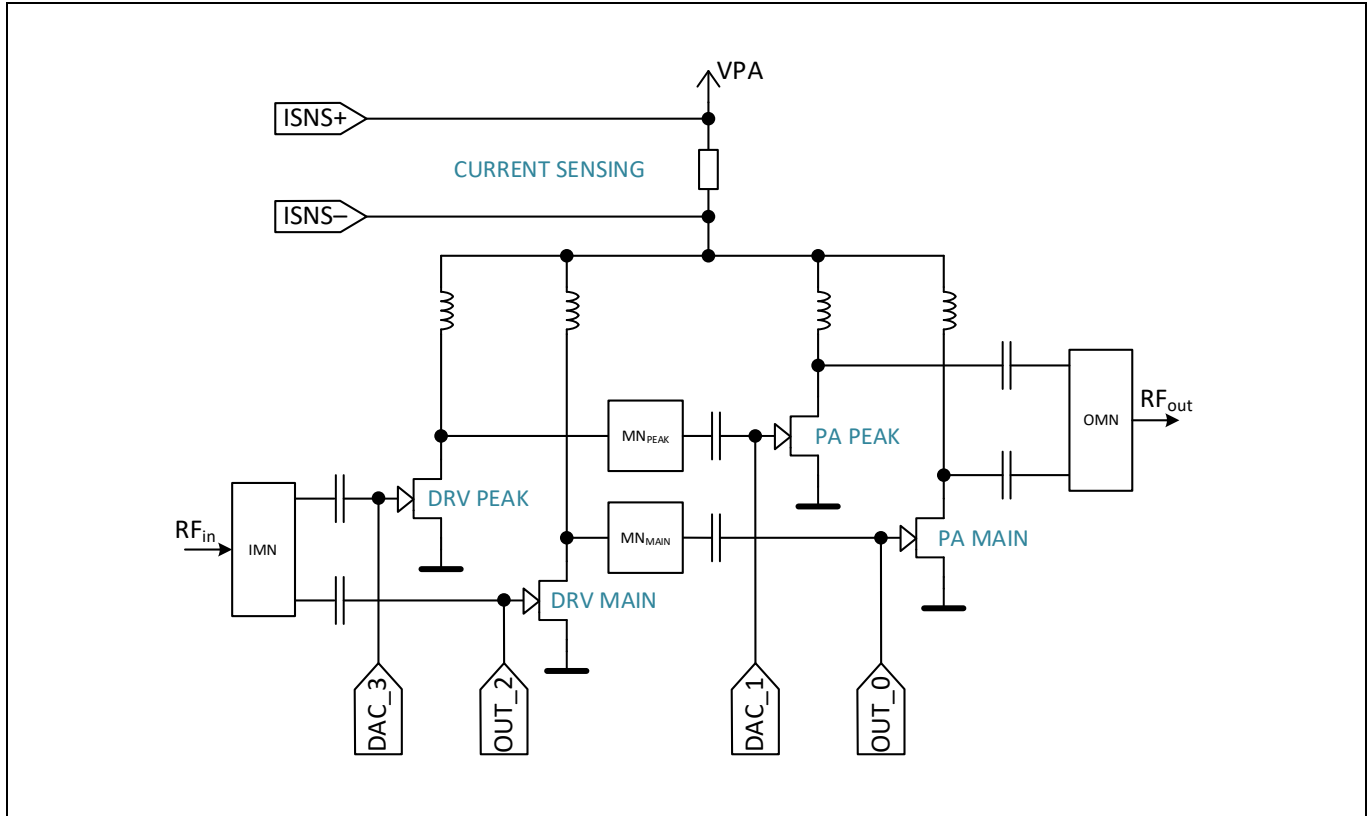 VPA
ISNS+
CURRENT SENSING
ISNS–
MNPEAK
PA PEAK
OMN
RFout
DRV PEAK
MNMAIN
PA MAIN
RFin
IMN
DRV MAIN
DAC_3
OUT_2
DAC_1
OUT_0